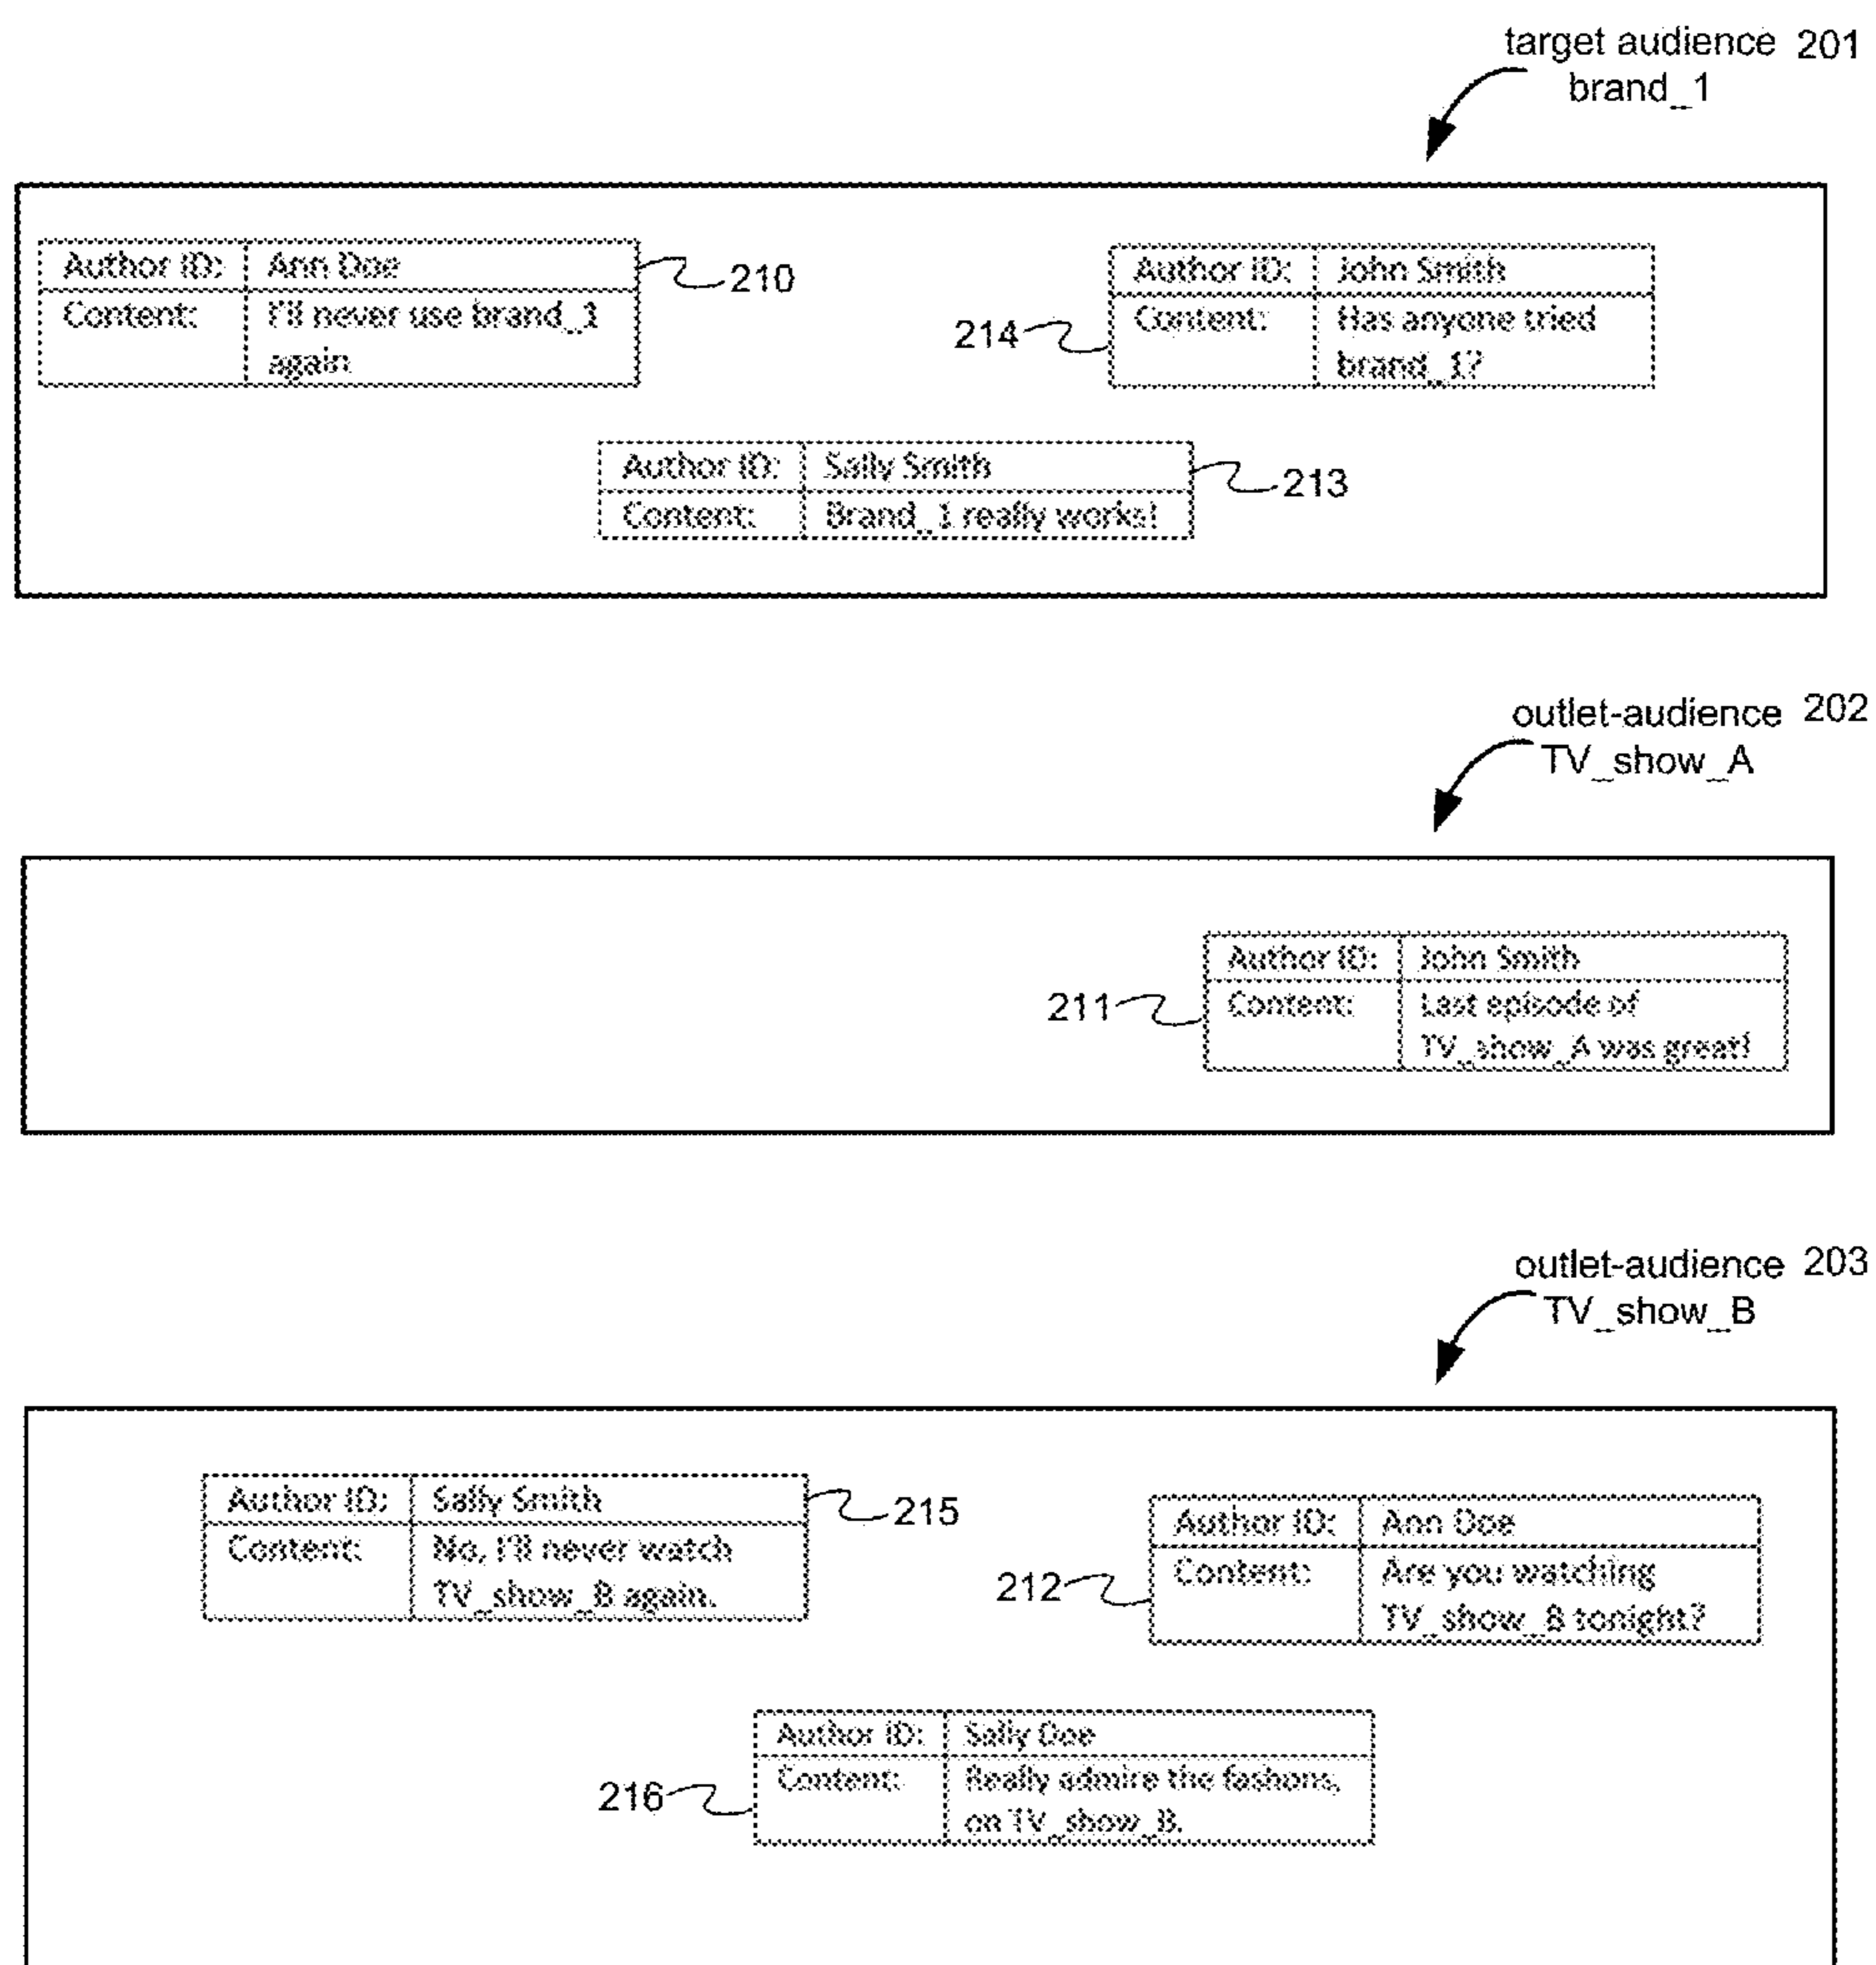 target audience 201
brand_1
Author ID: Ann Doe
Content: I'll never use brand_1
again
210
Author ID: John Smith
214 Content: Has anyone tried
brand_1?
Author ID: Sally Smith
213
Content: Brand_1 really works!
outlet-audience 202
TV_show_A
Author ID: John Smith
211 Content: Last episode of
TV_show_A was great!
outlet-audience 203
TV_show_B
Author ID: Sally Smith
215
Content: No, I'll never watch
TV_show_B again.
Author ID: Ann Doe
212 Content: Are you watching
TV_show_B tonight?
Author ID: Sally Doe
216 Content: Really admire the fashons,
on TV_show_B.